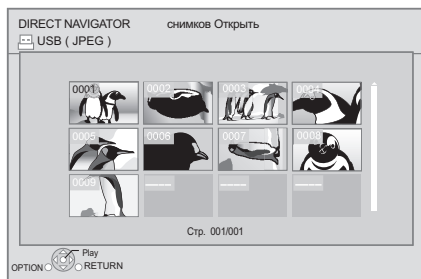 DIRECT NAVIGATOR снимков Открыть
USB ( JPEG )
0001 0002 0003 0004
0005 0006 0007 0008
0009 ---- ---- ----
Стр. 001/001
Play
OPTION RETURN